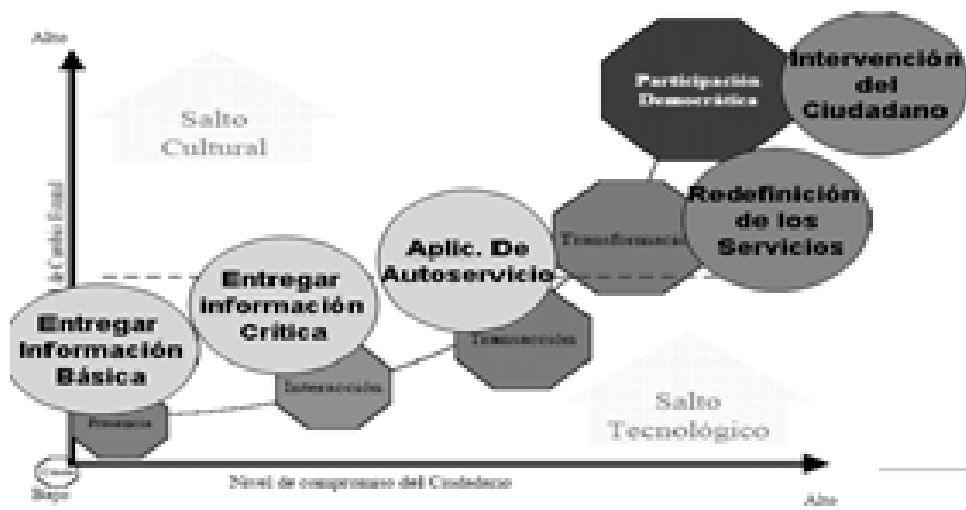 Alto
Salto
Cultural
Participación
Democrática
Intervención
del
Ciudadano
Redefinición
de los
Servicios
Transformaci
Aplic. De
Autoservicio
Entregar
información
Crítica
Entregar
Información
Básica
Transacción
Interacción
Presencia
Salto
Tecnológico
Bajo
Nivel de compromiso del Ciudadano
Alto